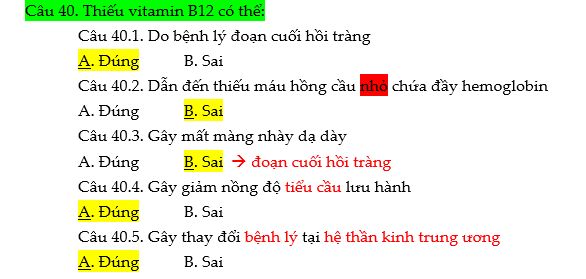 Câu 40. Thiếu vitamin B12 có thể:
Câu 40.1. Do bệnh lý đoạn cuối hồi tràng
A. Đúng B. Sai
Câu 40.2. Dẫn đến thiếu máu hồng cầu nhỏ chứa đầy hemoglobin
A. Đúng B. Sai
Câu 40.3. Gây mất màng nhày dạ dày
A. Đúng B. Sai → đoạn cuối hồi tràng
Câu 40.4. Gây giảm nồng độ tiểu cầu lưu hành
A. Đúng B. Sai
Câu 40.5. Gây thay đổi bệnh lý tại hệ thần kinh trung ương
A. Đúng B. Sai